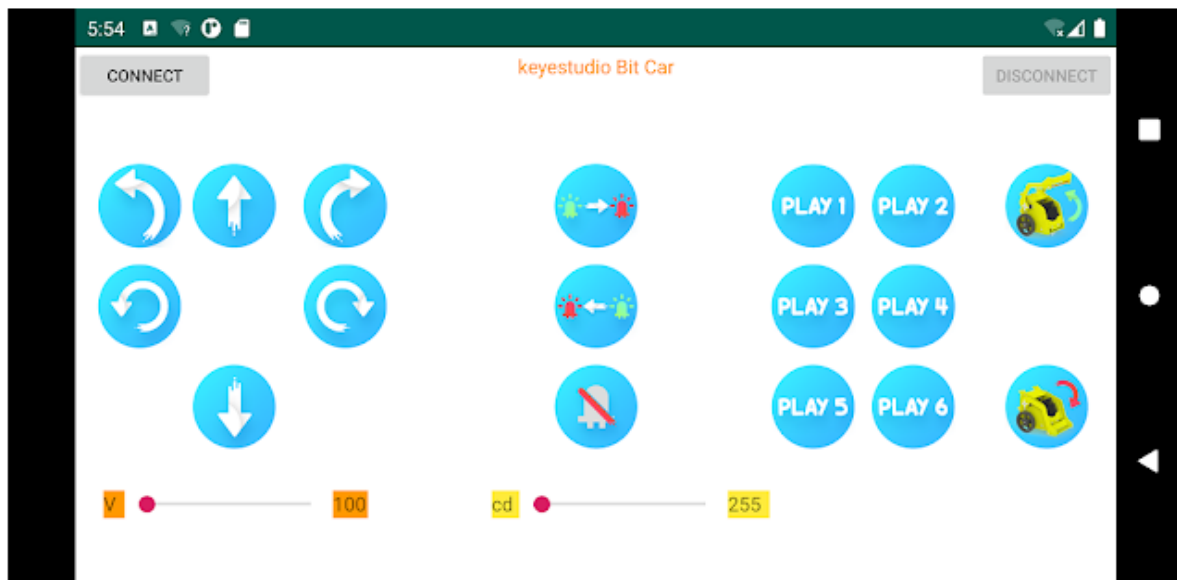 5:54
CONNECT
keyestudio Bit Car
DISCONNECT
PLAY 1
PLAY 2
PLAY 3
PLAY 4
PLAY 5
PLAY 6
V
100
cd
255